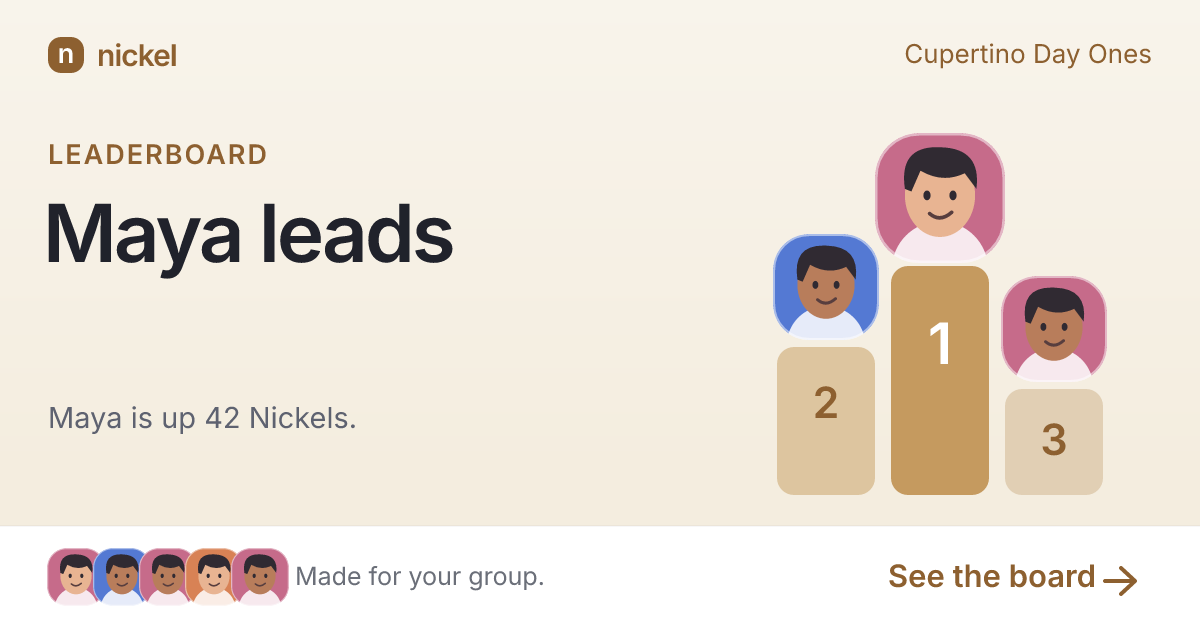 n nickel
Cupertino Day Ones
LEADERBOARD
Maya leads
Maya is up 42 Nickels.
1
2
3
Made for your group.
See the board